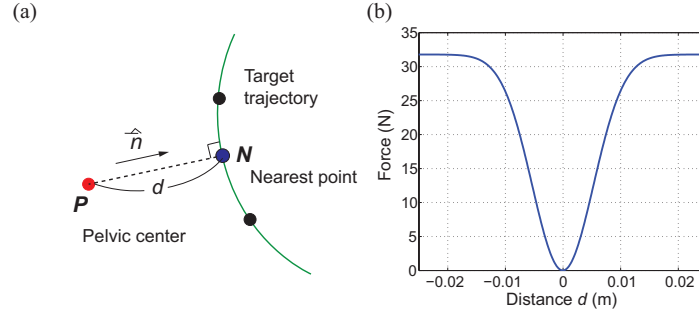 (a)
Target
trajectory
n̂
N
d
Nearest point
P
Pelvic center
(b)
35
30
25
20
15
10
5
0
Force (N)
−0.02 −0.01 0 0.01 0.02
Distance d (m)